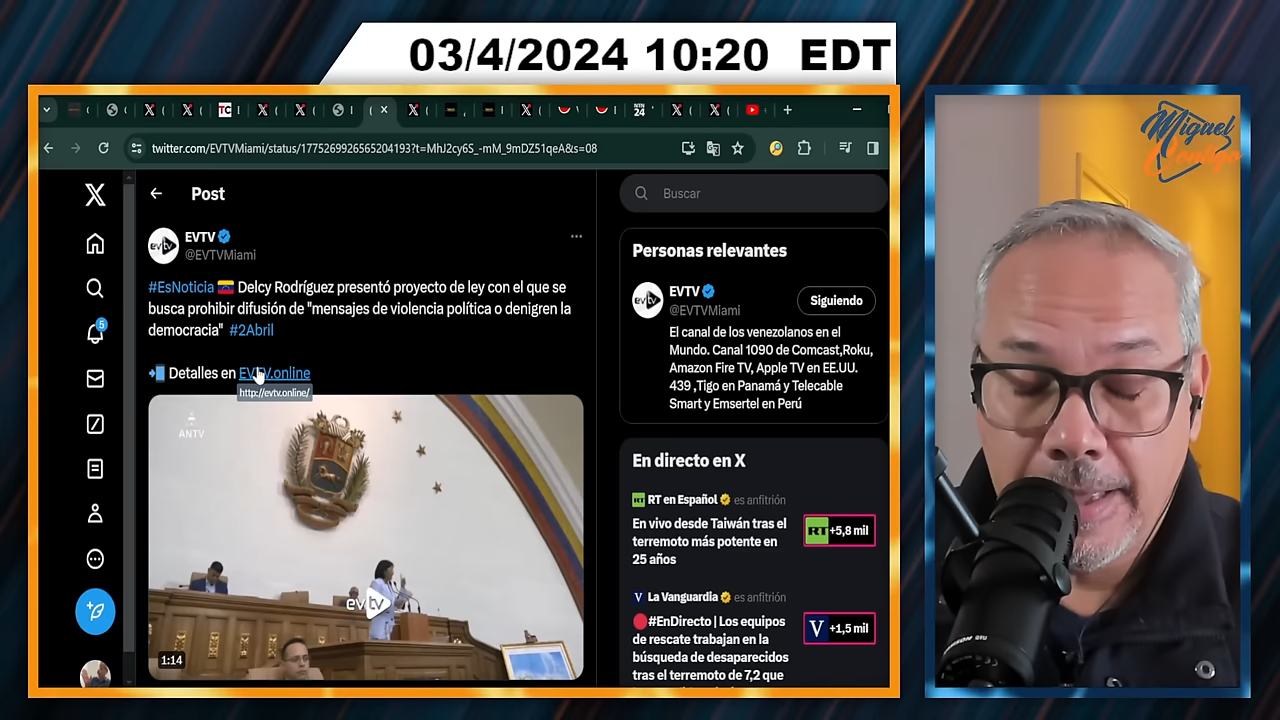 03/4/2024 10:20 EDT
twitter.com/EVTVMiami/status/1775269926565204193?t=MhJ2cy6S_-mM_9mDZ51qeA&s=08
Post
Buscar
EVTV
@EVTVMiami
#EsNoticia Delcy Rodríguez presentó proyecto de ley con el que se
busca prohibir difusión de "mensajes de violencia política o denigren la
democracia" #2Abril
Detalles en EVTV.online
http://evtv.online/
ANTV
evtv
1:14
5
Personas relevantes
EVTV
@EVTVMiami
Siguiendo
El canal de los venezolanos en el
Mundo. Canal 1090 de Comcast,Roku,
Amazon Fire TV, Apple TV en EE.UU.
439 ,Tigo en Panamá y Telecable
Smart y Emsertel en Perú
En directo en X
RT en Español es anfitrión
En vivo desde Taiwán tras el
terremoto más potente en
25 años
RT +5,8 mil
La Vanguardia es anfitrión
#EnDirecto | Los equipos
de rescate trabajan en la
búsqueda de desaparecidos
tras el terremoto de 7,2 que
V +1,5 mil
Miguel
Contigo